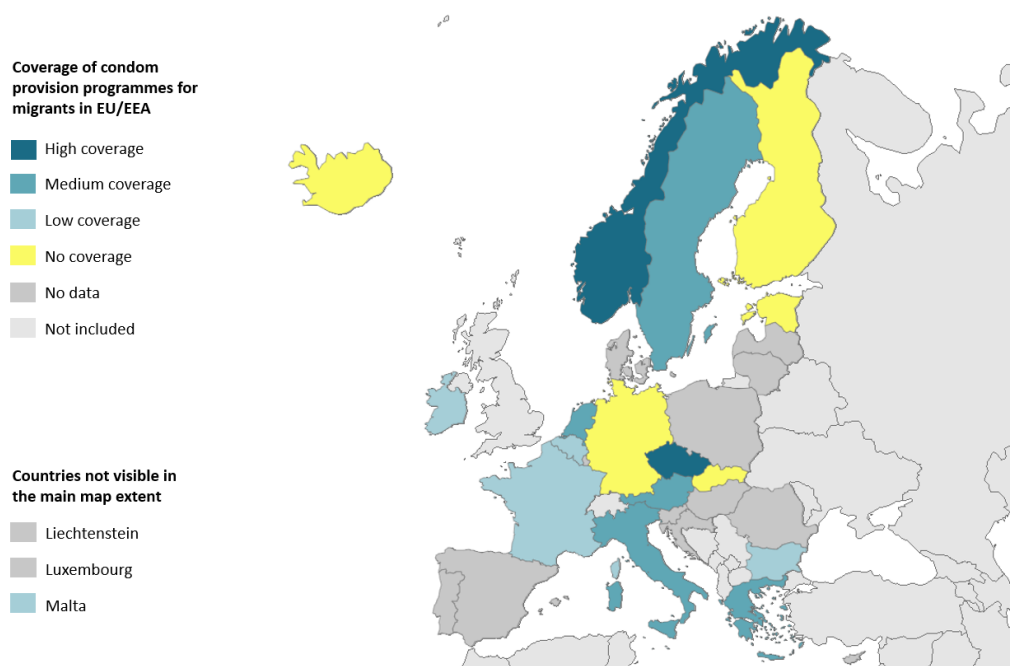 Coverage of condom
provision programmes for
migrants in EU/EEA
High coverage
Medium coverage
Low coverage
No coverage
No data
Not included
Countries not visible in
the main map extent
Liechtenstein
Luxembourg
Malta